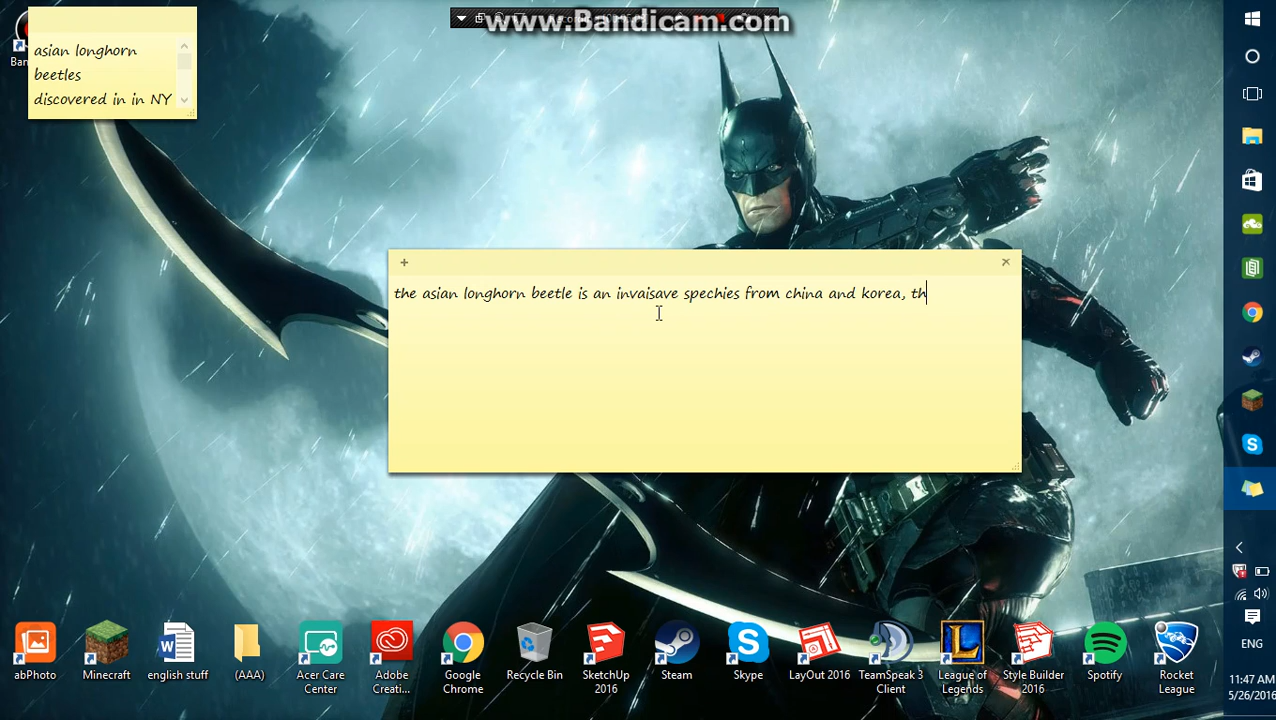 www.Bandicam.com
asian longhorn
beetles
discovered in in NY
the asian longhorn beetle is an invaisave spechies from china and korea, th
abPhoto
Minecraft
english stuff
(AAA)
Acer Care
Center
Adobe
Creati...
Google
Chrome
Recycle Bin
SketchUp
2016
Steam
Skype
LayOut 2016
TeamSpeak 3
Client
League of
Legends
Style Builder
2016
Spotify
Rocket
League
ENG
11:47 AM
5/26/2016